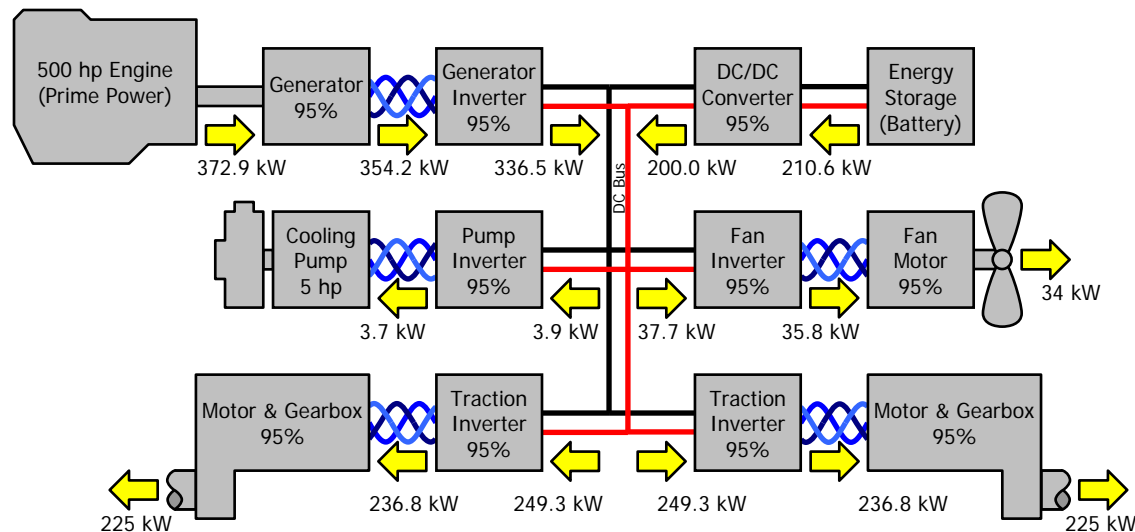 500 hp Engine
(Prime Power)
Generator
95%
Generator
Inverter
95%
DC/DC
Converter
95%
Energy
Storage
(Battery)
372.9 kW
354.2 kW
336.5 kW
200.0 kW
210.6 kW
DC Bus
Cooling
Pump
5 hp
Pump
Inverter
95%
Fan
Inverter
95%
Fan
Motor
95%
34 kW
3.7 kW
3.9 kW
37.7 kW
35.8 kW
Motor & Gearbox
95%
Traction
Inverter
95%
Traction
Inverter
95%
Motor & Gearbox
95%
236.8 kW
249.3 kW
249.3 kW
236.8 kW
225 kW
225 kW